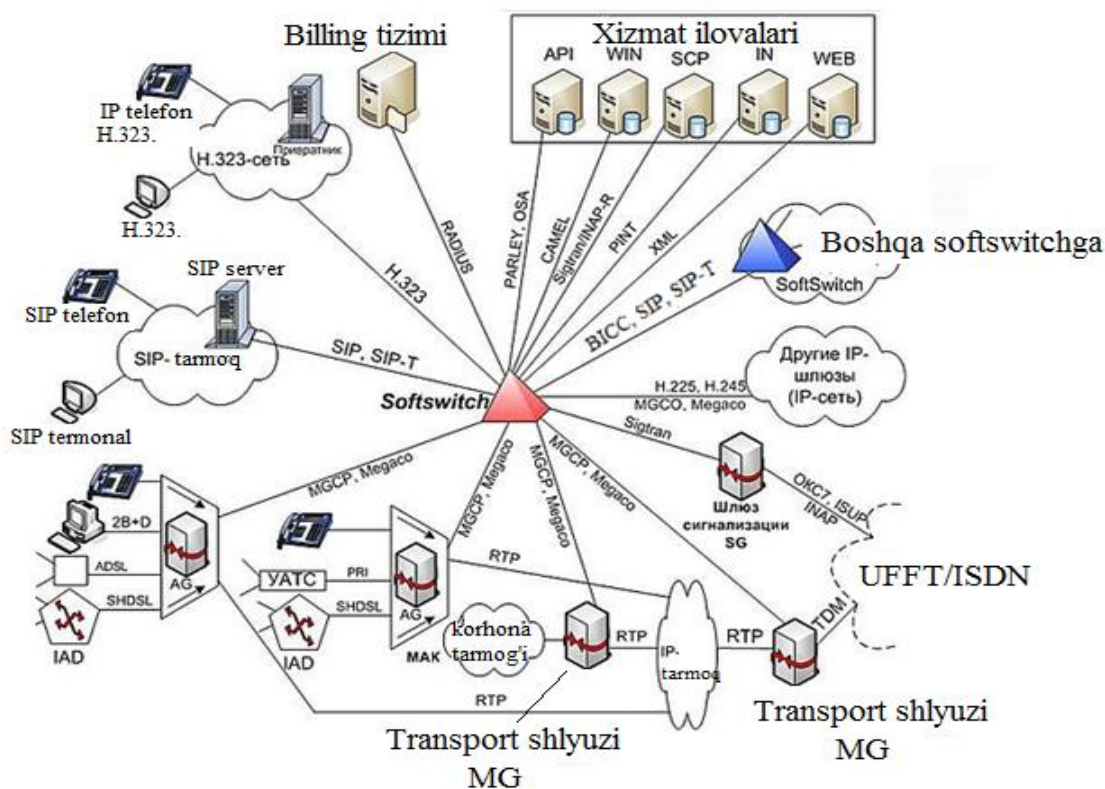 Billing tizimi
Xizmat ilovalari
API
WIN
SCP
IN
WEB
IP telefon
H.323.
Привратник
H.323-сеть
H.323.
RADIUS
PARLEY, OSA
CAMEL
Sigtran/INAP-R
PINT
XML
H.323
Boshqa softswitchga
SoftSwitch
BICC, SIP, SIP-T
SIP server
SIP telefon
SIP- tarmoq
SIP, SIP-T
SIP termonal
Softswitch
Другие IP-
шлюзы
(IP-сеть)
H.225, H.245
MGCO, Megaco
Sigtran
MGCP, Megaco
MGCP, Megaco
MGCP, Megaco
MGCP, Megaco
Шлюз
сигнализации
SG
ОКС7, ISUP
INAP
UFFT/ISDN
2B+D
ADSL
AG
SHDSL
IAD
УАТС
PRI
AG
SHDSL
IAD
МАК
RTP
korhona
tarmog'i
RTP
IP-
tarmoq
RTP
TDM
RTP
Transport shlyuzi
MG
Transport shlyuzi
MG